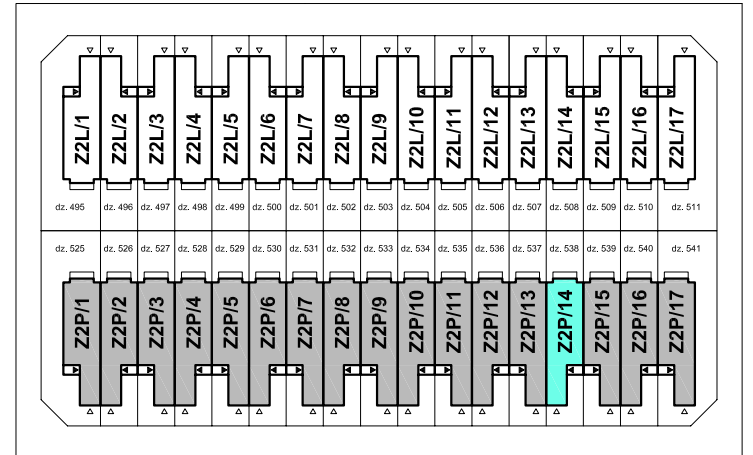 Z2L/1 Z2L/2 Z2L/3 Z2L/4 Z2L/5 Z2L/6 Z2L/7 Z2L/8 Z2L/9 Z2L/10 Z2L/11 Z2L/12 Z2L/13 Z2L/14 Z2L/15 Z2L/16 Z2L/17
dz. 495 dz. 496 dz. 497 dz. 498 dz. 499 dz. 500 dz. 501 dz. 502 dz. 503 dz. 504 dz. 505 dz. 506 dz. 507 dz. 508 dz. 509 dz. 510 dz. 511
dz. 525 dz. 526 dz. 527 dz. 528 dz. 529 dz. 530 dz. 531 dz. 532 dz. 533 dz. 534 dz. 535 dz. 536 dz. 537 dz. 538 dz. 539 dz. 540 dz. 541
Z2P/1 Z2P/2 Z2P/3 Z2P/4 Z2P/5 Z2P/6 Z2P/7 Z2P/8 Z2P/9 Z2P/10 Z2P/11 Z2P/12 Z2P/13 Z2P/14 Z2P/15 Z2P/16 Z2P/17